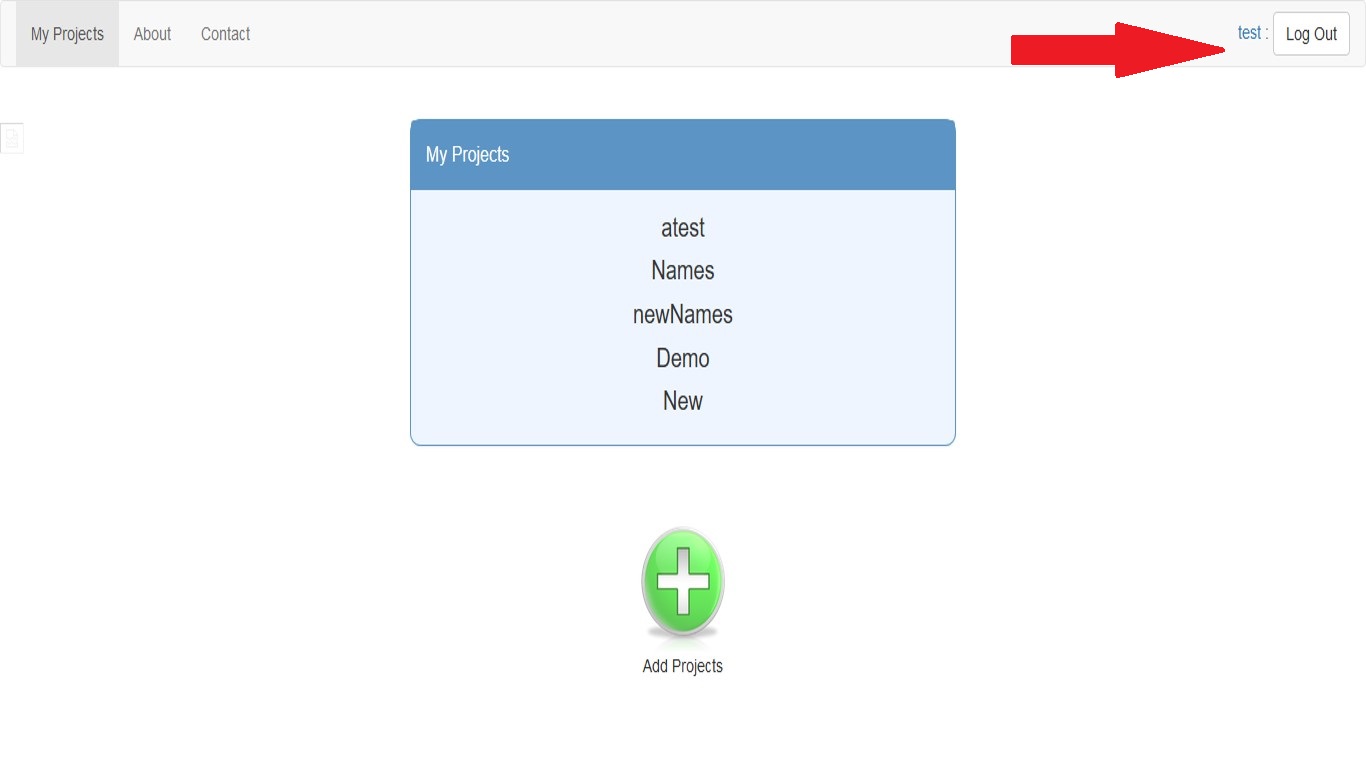 My Projects About Contact test : Log Out
My Projects
atest
Names
newNames
Demo
New
Add Projects